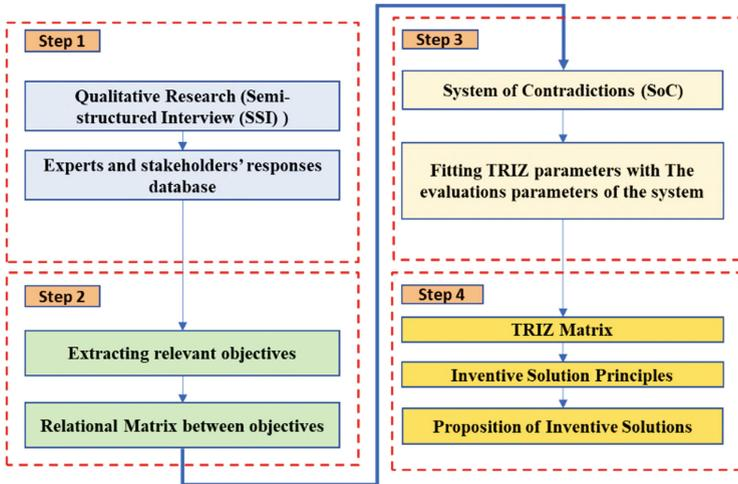 Step 1
Qualitative Research (Semi-
structured Interview (SSI) )
Experts and stakeholders' responses
database
Step 2
Extracting relevant objectives
Relational Matrix between objectives
Step 3
System of Contradictions (SoC)
Fitting TRIZ parameters with The
evaluations parameters of the system
Step 4
TRIZ Matrix
Inventive Solution Principles
Proposition of Inventive Solutions